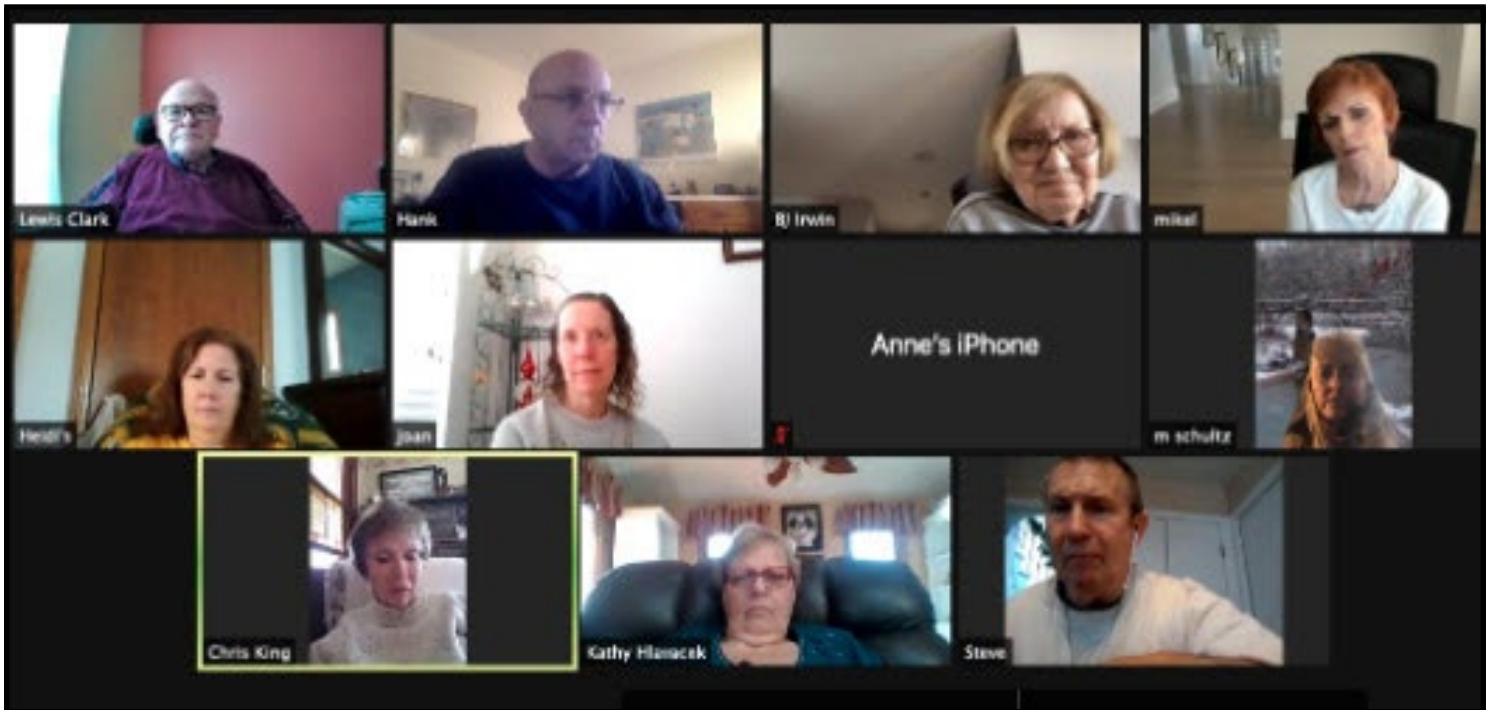 Lewis Clark
Hank
BJ Irwin
mikel
Heidi's
joan
Anne's iPhone
m schultz
Chris King
Kathy Hlavacek
Steve